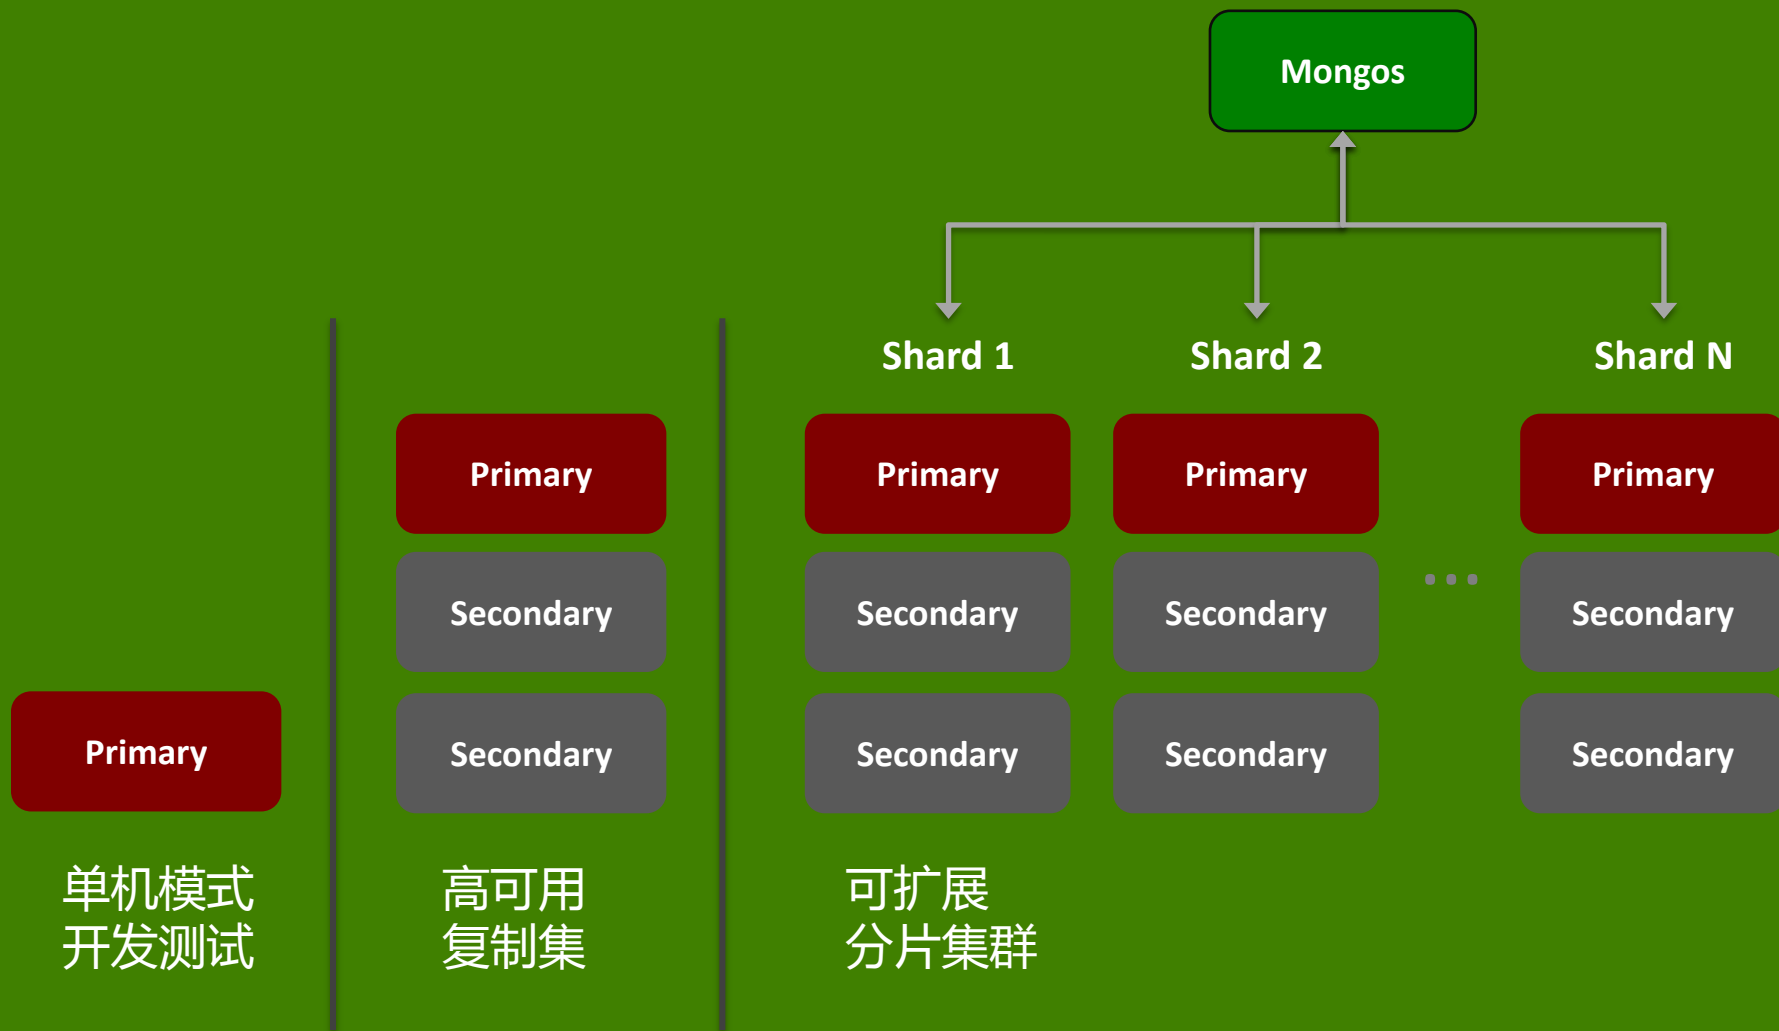 Mongos
Shard 1
Shard 2
Shard N
Primary
Primary
Primary
Primary
Secondary
Secondary
Secondary
...
Secondary
Primary
Secondary
Secondary
Secondary
Secondary
单机模式
开发测试
高可用
复制集
可扩展
分片集群